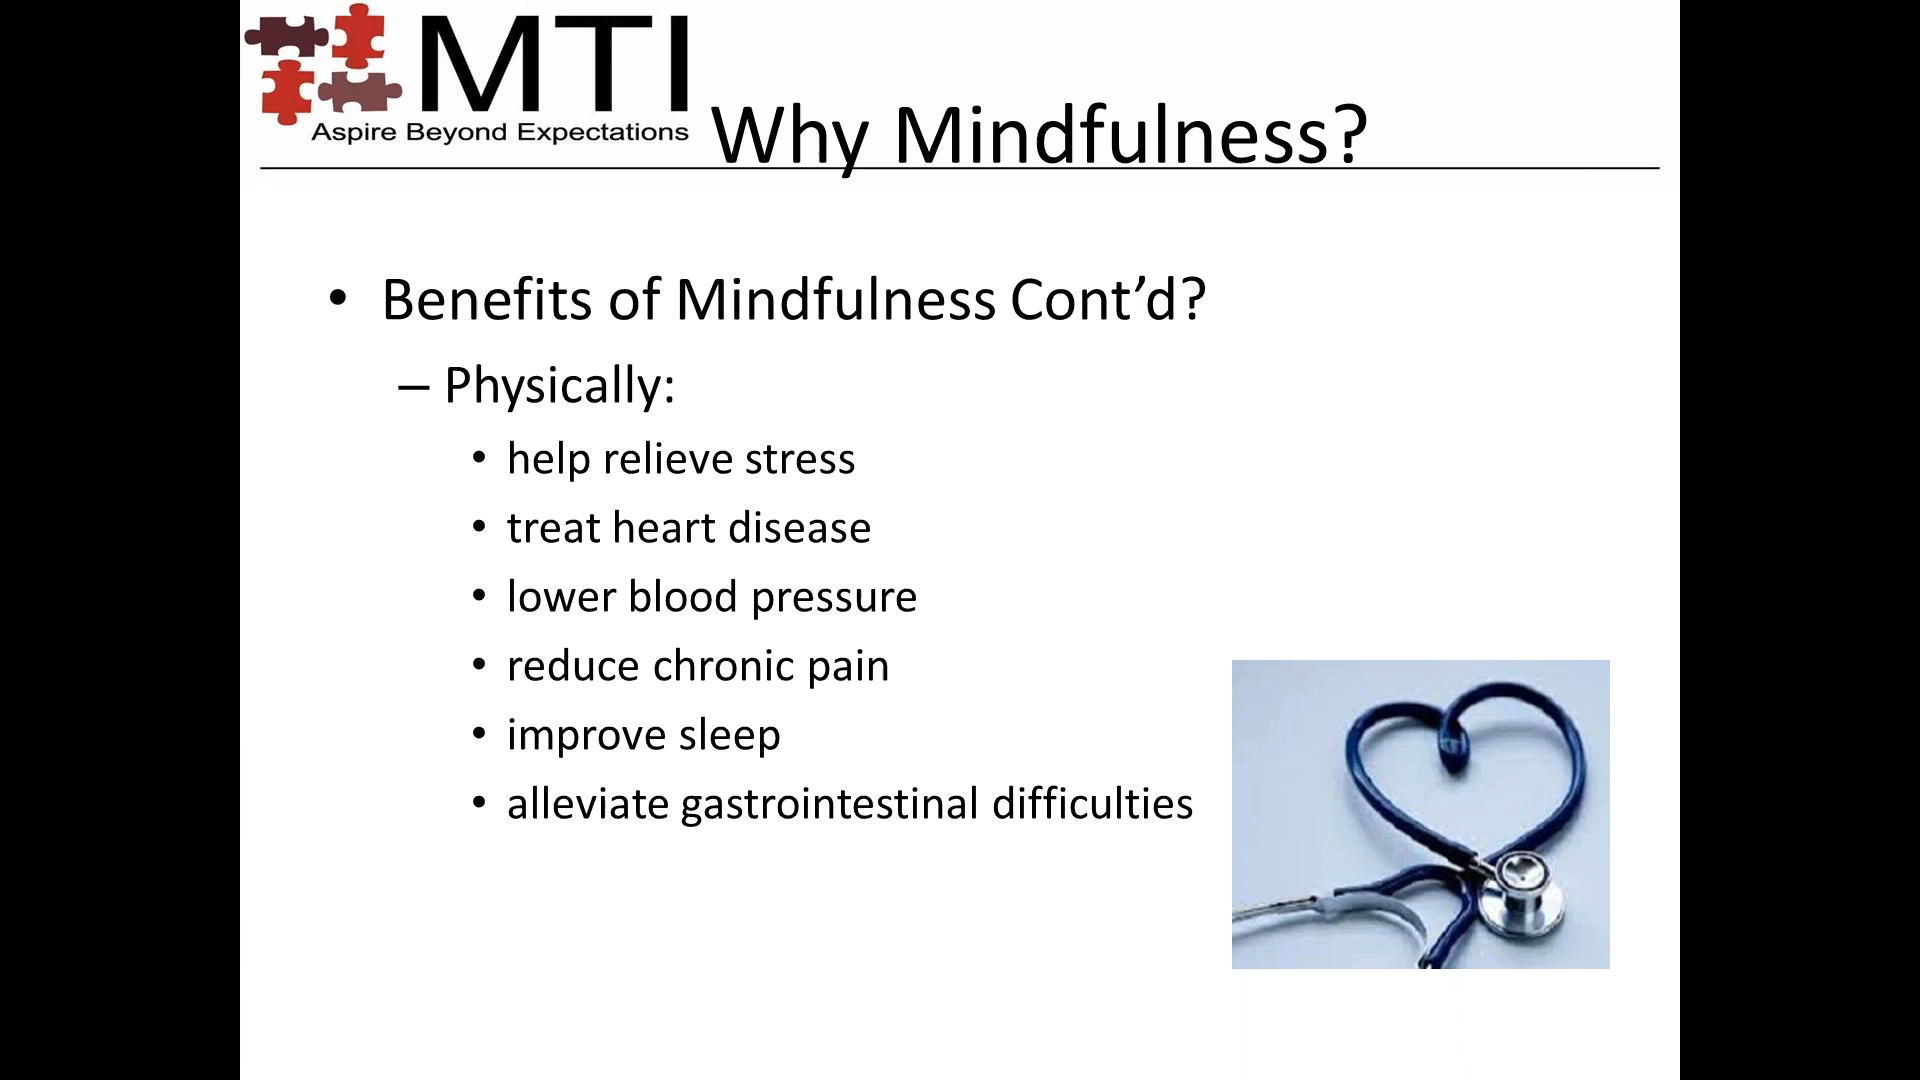 MTI
Aspire Beyond Expectations
Why Mindfulness?
• Benefits of Mindfulness Cont’d?
– Physically:
• help relieve stress
• treat heart disease
• lower blood pressure
• reduce chronic pain
• improve sleep
• alleviate gastrointestinal difficulties